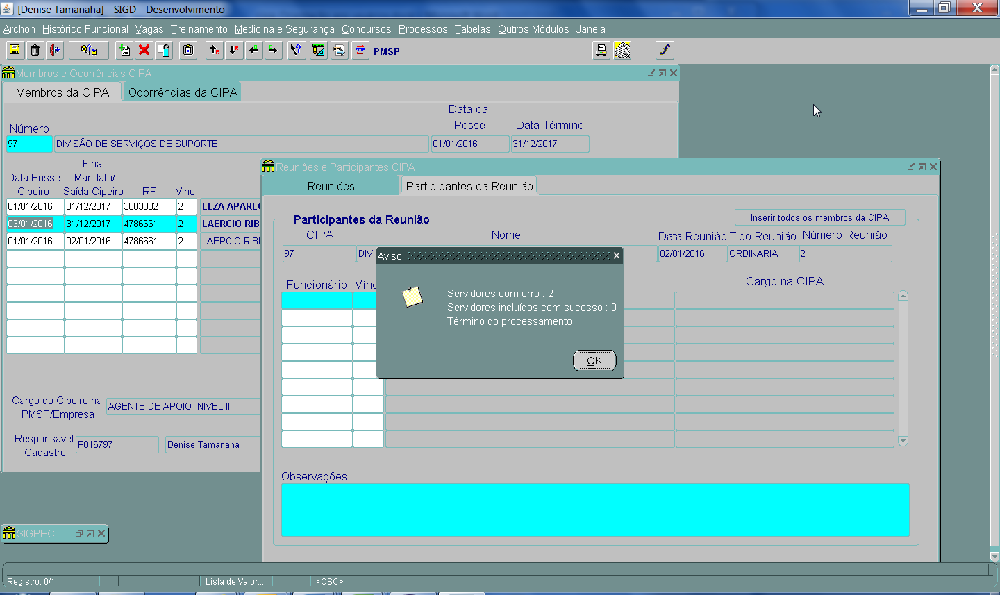 [Denise Tamanaha] - SIGD - Desenvolvimento
Archon Histórico Funcional Vagas Treinamento Medicina e Segurança Concursos Processos Tabelas Outros Módulos Janela
PMSP
Membros e Ocorrências CIPA
Membros da CIPA Ocorrências da CIPA
Data da
Posse Data Término
Número
97 DIVISÃO DE SERVIÇOS DE SUPORTE 01/01/2016 31/12/2017
Final
Data Posse Mandato/
Cipeiro Saída Cipeiro RF Vinc.
01/01/2016 31/12/2017 3083802 2 ELZA APAREC
03/01/2016 31/12/2017 4786661 2 LAERCIO RIB
01/01/2016 02/01/2016 4786661 2 LAERCIO RIBI
Cargo do Cipeiro na
PMSP/Empresa
AGENTE DE APOIO NIVEL II
Responsável
Cadastro
P016797 Denise Tamanaha
Reuniões e Participantes CIPA
Reuniões Participantes da Reunião
Participantes da Reunião
Inserir todos os membros da CIPA
CIPA Nome Data Reunião Tipo Reunião Número Reunião
97 DIVI 02/01/2016 ORDINARIA 2
Funcionário Vínc Cargo na CIPA
Aviso
Servidores com erro : 2
Servidores incluídos com sucesso : 0
Término do processamento.
OK
Observações
SIGPEC
Registro: 0/1 Lista de Valor... <OSC>